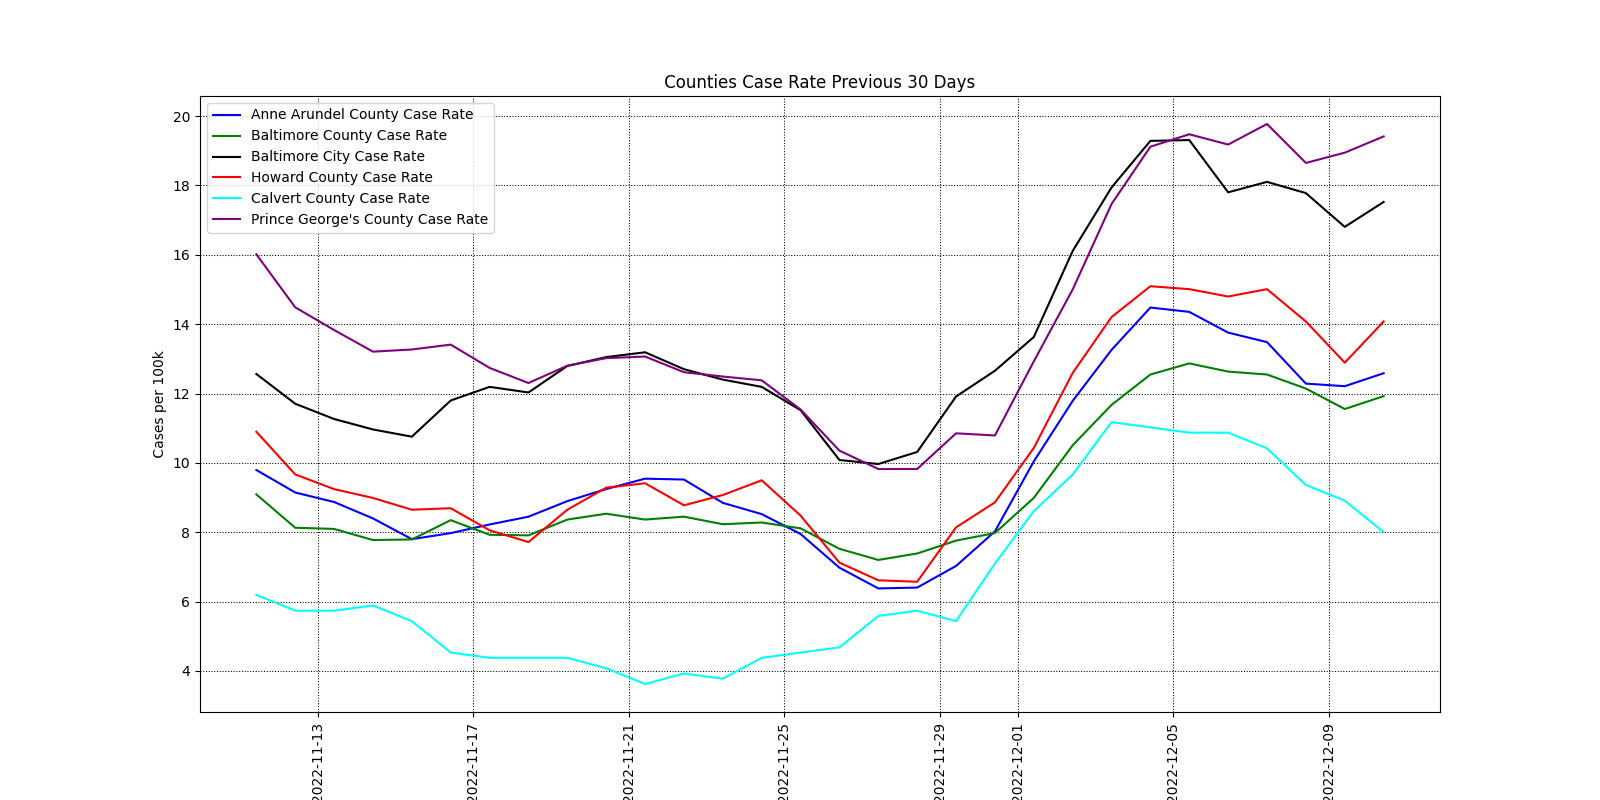 Counties Case Rate Previous 30 Days
Anne Arundel County Case Rate
Baltimore County Case Rate
Baltimore City Case Rate
Howard County Case Rate
Calvert County Case Rate
Prince George's County Case Rate
Cases per 100k
20
18
16
14
12
10
8
6
4
2022-11-13
2022-11-17
2022-11-21
2022-11-25
2022-11-29
2022-12-01
2022-12-05
2022-12-09